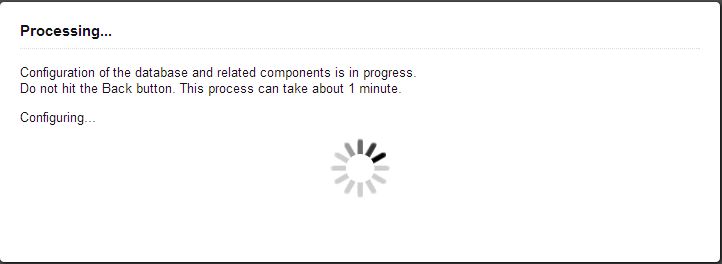 Processing...
Configuration of the database and related components is in progress.
Do not hit the Back button. This process can take about 1 minute.
Configuring...